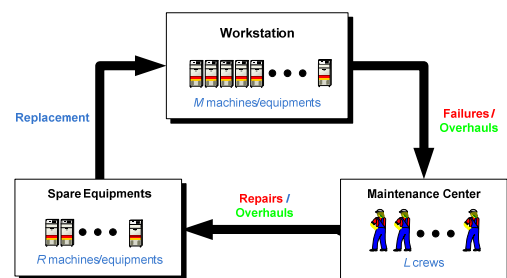 Workstation
M machines/equipments
Replacement
Failures /
Overhauls
Spare Equipments
R machines/equipments
Repairs /
Overhauls
Maintenance Center
L crews